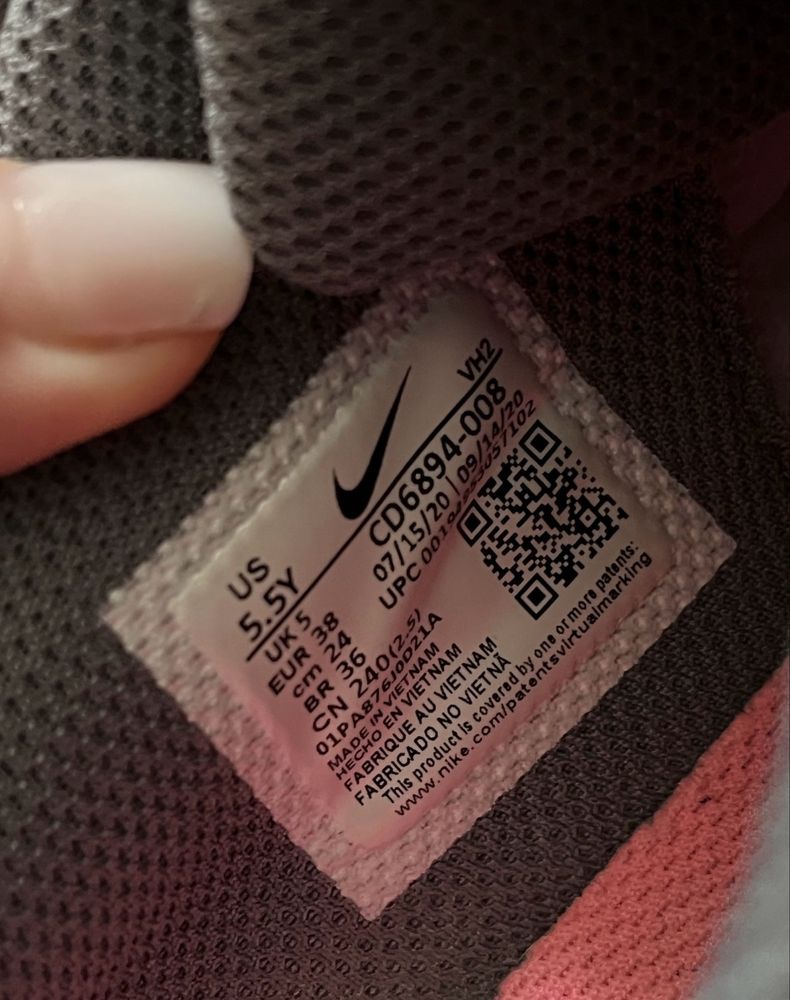 VH2
US
5.5Y
CD6894-008
07/15/20 | 09/14/20
UPC
UK 5
EUR 38
cm 24
BR 36
CN 240(2.5)
01PA876J0D21A
MADE IN VIETNAM
HECHO EN VIETNAM
FABRIQUE AU VIETNAM
FABRICADO NO VIETNÃ
This product is covered by one or more patents:
www.nike.com/patentsvirtualmarking